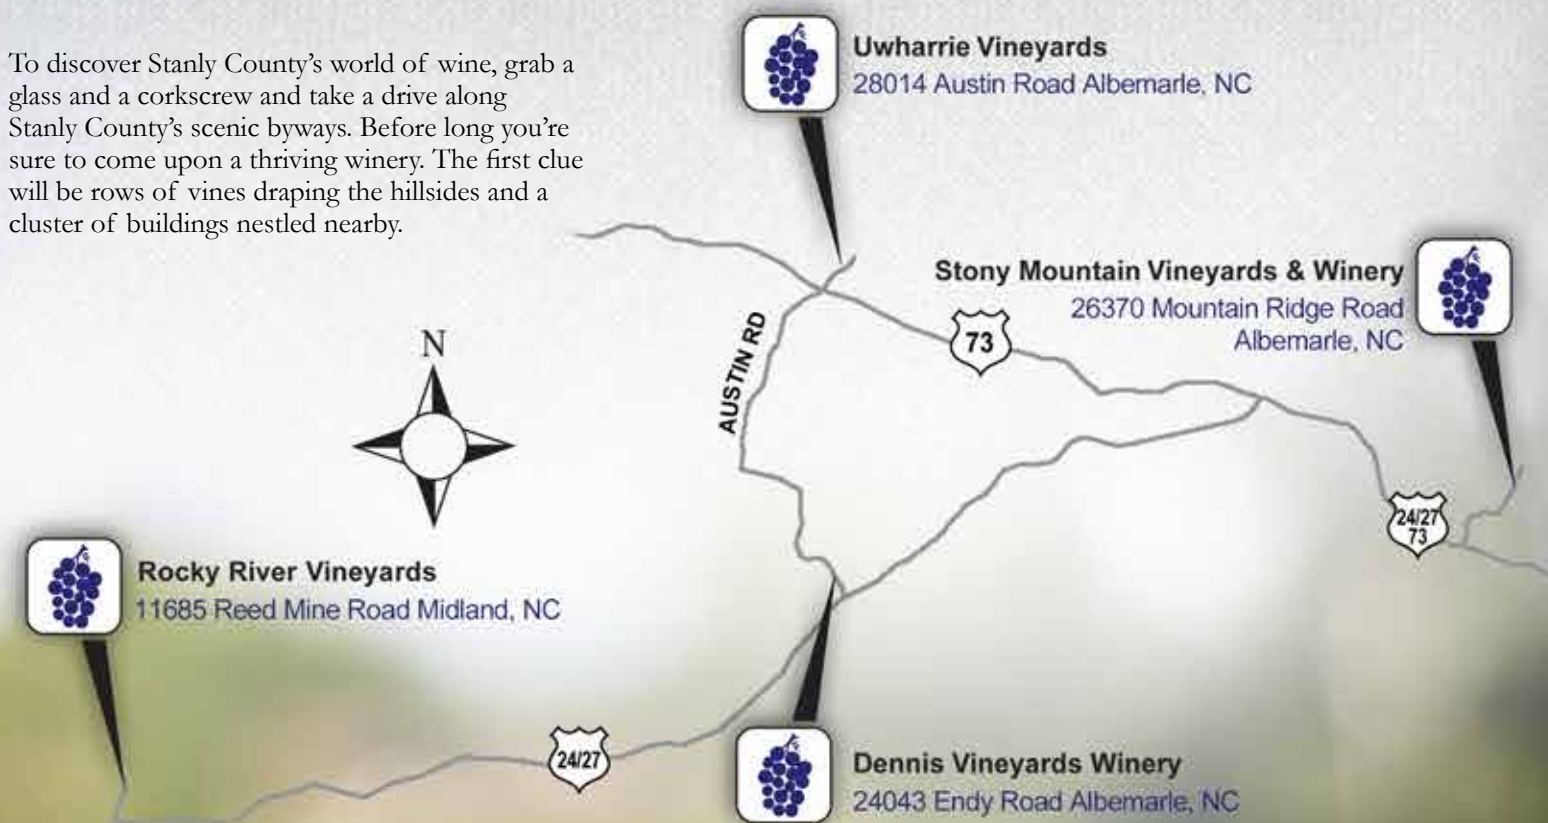 To discover Stanly County’s world of wine, grab a
glass and a corkscrew and take a drive along
Stanly County’s scenic byways. Before long you’re
sure to come upon a thriving winery. The first clue
will be rows of vines draping the hillsides and a
cluster of buildings nestled nearby.
Uwharrie Vineyards
28014 Austin Road Albemarle, NC
Stony Mountain Vineyards & Winery
26370 Mountain Ridge Road
Albemarle, NC
73
AUSTIN RD
N
24/27
73
Rocky River Vineyards
11685 Reed Mine Road Midland, NC
24/27
Dennis Vineyards Winery
24043 Endy Road Albemarle, NC